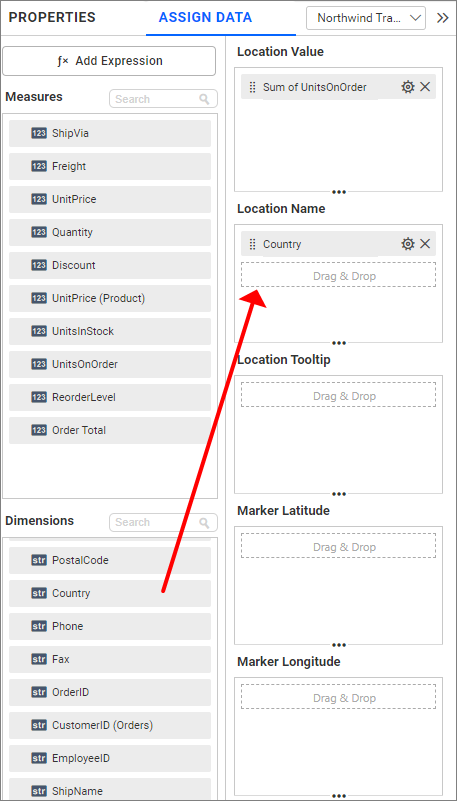 PROPERTIES
ASSIGN DATA
Northwind Tra...
ƒ× Add Expression
Measures
Search
123 ShipVia
123 Freight
123 UnitPrice
123 Quantity
123 Discount
123 UnitPrice (Product)
123 UnitsInStock
123 UnitsOnOrder
123 ReorderLevel
123 Order Total
Dimensions
Search
str PostalCode
str Country
str Phone
str Fax
str OrderID
str CustomerID (Orders)
str EmployeeID
str ShipName
Location Value
Sum of UnitsOnOrder
Location Name
Country
Drag & Drop
Location Tooltip
Drag & Drop
Marker Latitude
Drag & Drop
Marker Longitude
Drag & Drop